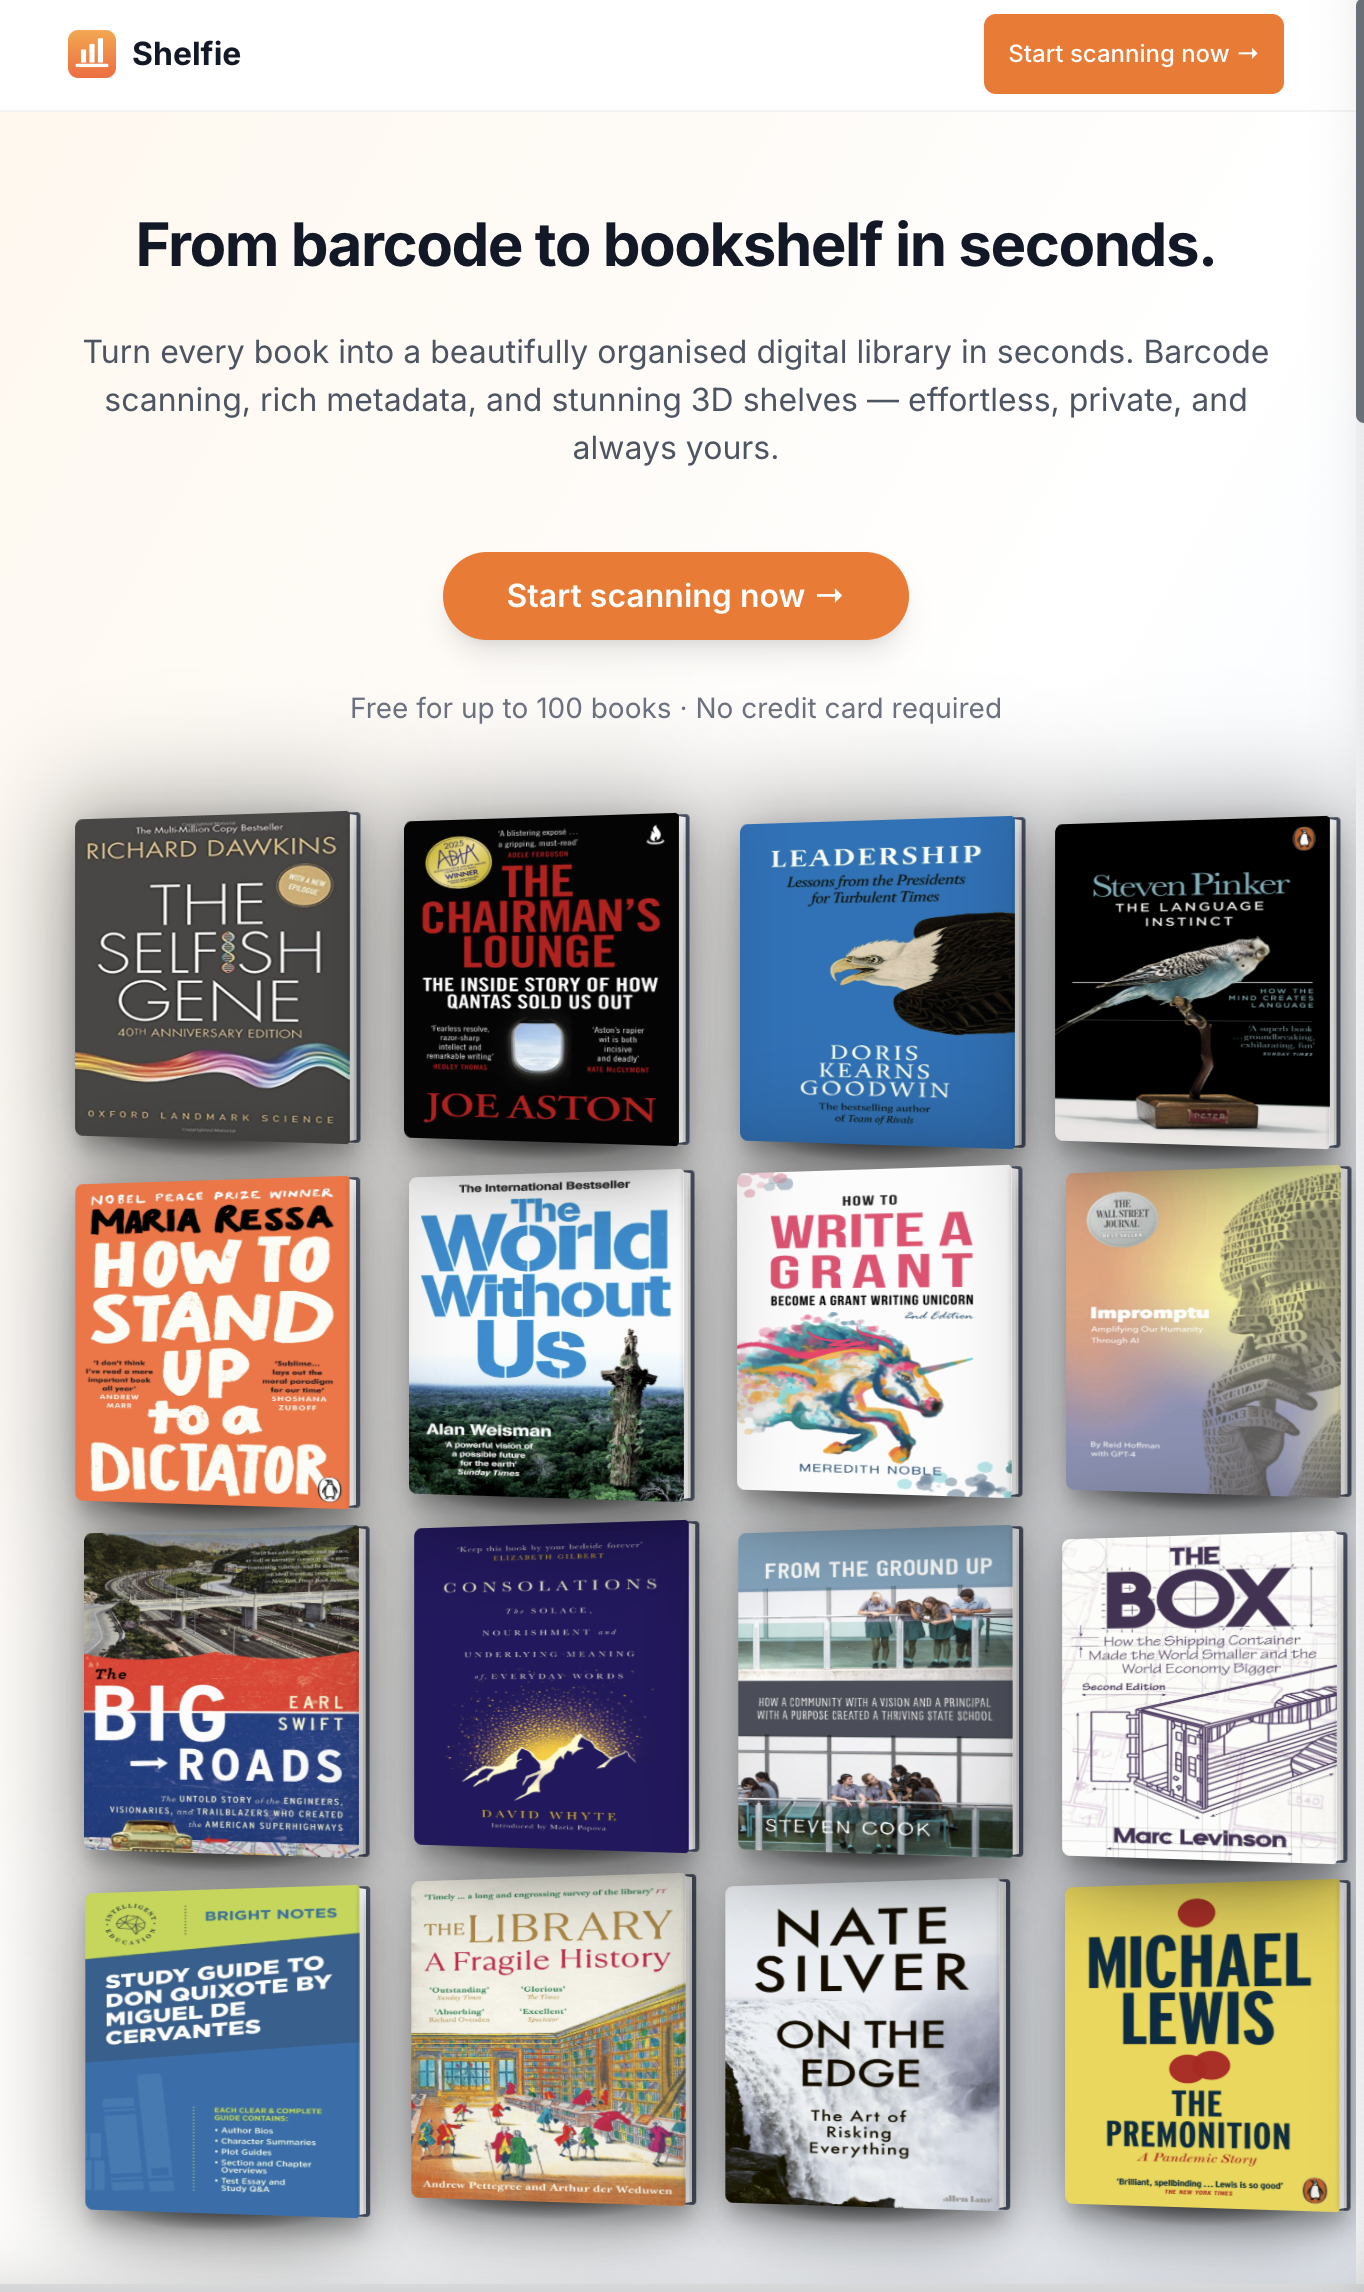 Shelfie
Start scanning now →
From barcode to bookshelf in seconds.
Turn every book into a beautifully organised digital library in seconds. Barcode
scanning, rich metadata, and stunning 3D shelves — effortless, private, and
always yours.
Start scanning now →
Free for up to 100 books · No credit card required
The Multi-Million Copy Bestseller
RICHARD DAWKINS
WITH A NEW
EPILOGUE
THE
SELFISH
GENE
40TH ANNIVERSARY EDITION
OXFORD LANDMARK SCIENCE
2025
ABIA
WINNER
'A blistering exposé ...
a gripping, must-read'
ADELE FERGUSON
THE
CHAIRMAN'S
LOUNGE
THE INSIDE STORY OF HOW
QANTAS SOLD US OUT
'Fearless resolve,
razor-sharp
intellect and
remarkable writing'
HEDLEY THOMAS
'Aston's rapier
wit is both
incisive
and deadly'
KATE McCLYMONT
JOE ASTON
LEADERSHIP
Lessons from the Presidents
for Turbulent Times
DORIS
KEARNS
GOODWIN
The bestselling author
of Team of Rivals
Steven Pinker
THE LANGUAGE
INSTINCT
HOW THE
MIND CREATES
LANGUAGE
'A superb book
...groundbreaking,
exhilarating, fun'
SUNDAY TIMES
PETER
NOBEL PEACE PRIZE WINNER
MARIA RESSA
HOW TO
STAND
UP
to a
DICTATOR
'I don't think
I've read a more
important book
all year'
ANDREW
MARR
'Sublime...
lays out the
moral paradigm
for our time'
SHOSHANA
ZUBOFF
The International Bestseller
The
World
Without
Us
Alan Weisman
'A powerful vision of
a possible future
for the earth'
Sunday Times
HOW TO
WRITE A
GRANT
BECOME A GRANT WRITING UNICORN
2nd Edition
MEREDITH NOBLE
THE
WALL STREET
JOURNAL
BESTSELLER
Impromptu
Amplifying Our Humanity
Through AI
By Reid Hoffman
with GPT-4
The
BIG
→ROADS
EARL
SWIFT
The UNTOLD STORY of the ENGINEERS,
VISIONARIES, and TRAILBLAZERS WHO CREATED
the AMERICAN SUPERHIGHWAYS
'Keep this book by your bedside forever'
ELIZABETH GILBERT
CONSOLATIONS
The SOLACE,
NOURISHMENT and
UNDERLYING MEANING
of EVERYDAY WORDS
DAVID WHYTE
Introduced by Maria Popova
FROM THE GROUND UP
HOW A COMMUNITY WITH A VISION AND A PRINCIPAL
WITH A PURPOSE CREATED A THRIVING STATE SCHOOL
STEVEN COOK
THE
BOX
How the Shipping Container
Made the World Smaller and the
World Economy Bigger
Second Edition
540
Marc Levinson
INTELLIGENT
EDUCATION
BRIGHT NOTES
STUDY GUIDE TO
DON QUIXOTE BY
MIGUEL DE
CERVANTES
EACH CLEAR & COMPLETE
GUIDE CONTAINS:
• Author Bios
• Character Summaries
• Plot Guides
• Section and Chapter
Overviews
• Test Essay and
Study Q&A
'Timely ... a long and engrossing survey of the library' FT
THE LIBRARY
A Fragile History
'Outstanding'
Sunday Times
'Glorious'
The Times
'Absorbing'
Richard Ovenden
'Excellent'
Spectator
Andrew Pettegree and Arthur der Weduwen
NATE
SILVER
ON THE
EDGE
The Art of
Risking
Everything
allen lane
MICHAEL
LEWIS
THE
PREMONITION
A Pandemic Story
'Brilliant, spellbinding ... Lewis is so good'
THE NEW YORK TIMES